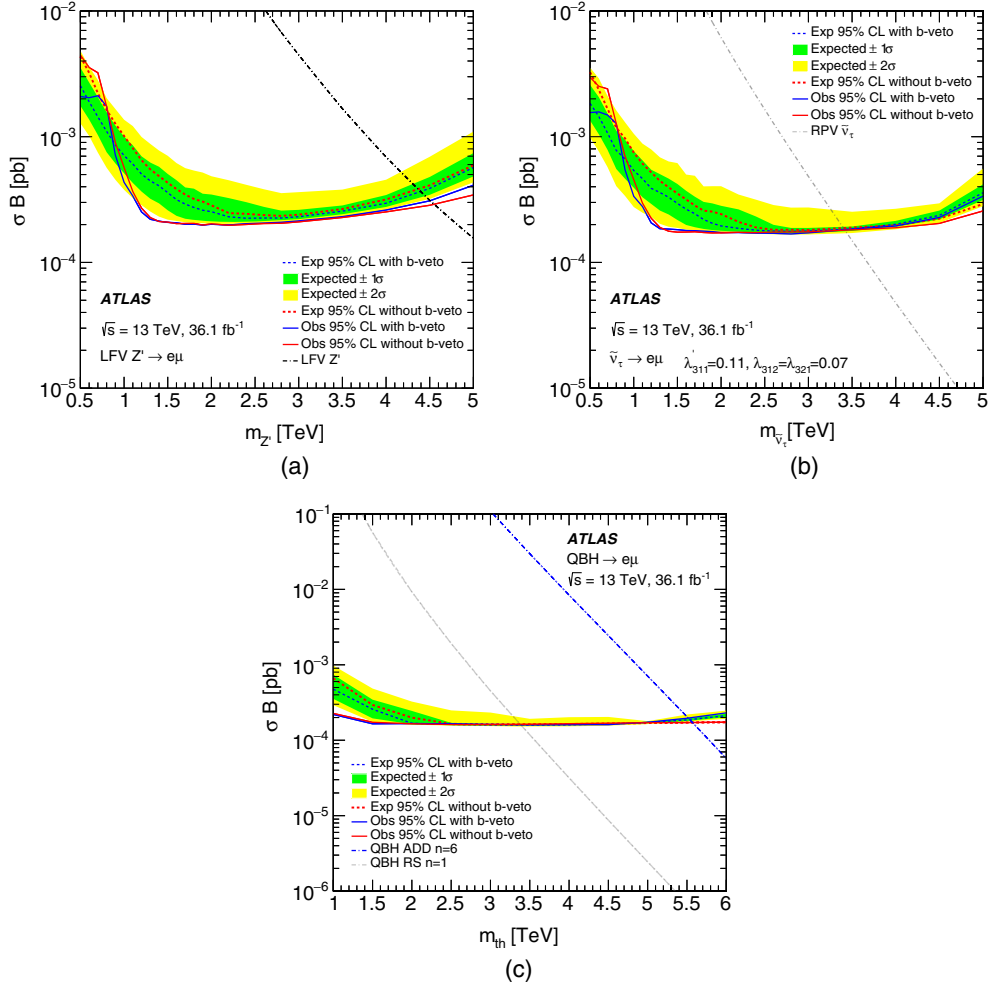 10⁻²
10⁻³
10⁻⁴
10⁻⁵
σ B [pb]
Exp 95% CL with b-veto
Expected ± 1σ
Expected ± 2σ
Exp 95% CL without b-veto
Obs 95% CL with b-veto
Obs 95% CL without b-veto
LFV Z'
ATLAS
√s = 13 TeV, 36.1 fb⁻¹
LFV Z' → eμ
0.5 1 1.5 2 2.5 3 3.5 4 4.5 5
m_Z' [TeV]
(a)
10⁻²
10⁻³
10⁻⁴
10⁻⁵
σ B [pb]
Exp 95% CL with b-veto
Expected ± 1σ
Expected ± 2σ
Exp 95% CL without b-veto
Obs 95% CL with b-veto
Obs 95% CL without b-veto
RPV ν̃_τ
ATLAS
√s = 13 TeV, 36.1 fb⁻¹
ν̃_τ → eμ λ'₃₁₁=0.11, λ₃₁₂=λ₃₂₁=0.07
0.5 1 1.5 2 2.5 3 3.5 4 4.5 5
m_ν̃_τ [TeV]
(b)
10⁻¹
10⁻²
10⁻³
10⁻⁴
10⁻⁵
10⁻⁶
σ B [pb]
ATLAS
QBH → eμ
√s = 13 TeV, 36.1 fb⁻¹
Exp 95% CL with b-veto
Expected ± 1σ
Expected ± 2σ
Exp 95% CL without b-veto
Obs 95% CL with b-veto
Obs 95% CL without b-veto
QBH ADD n=6
QBH RS n=1
1 1.5 2 2.5 3 3.5 4 4.5 5 5.5 6
m_th [TeV]
(c)